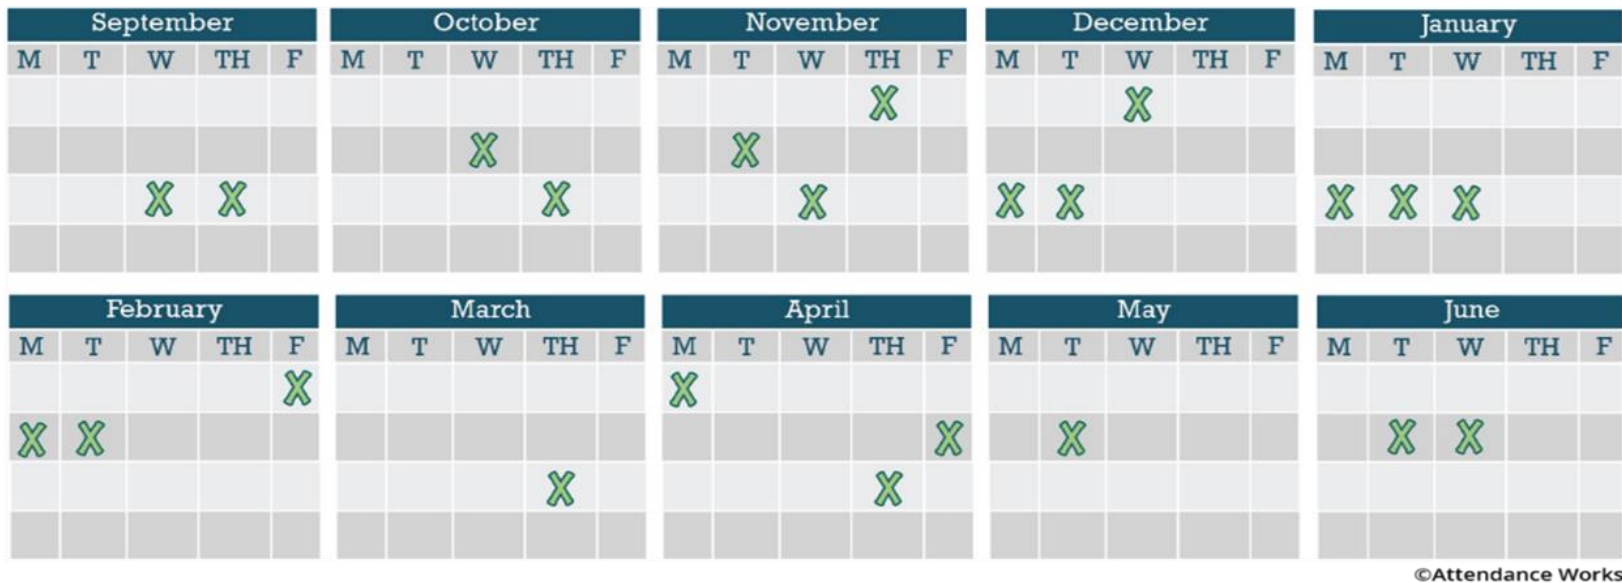 September October November December January
M T W TH F M T W TH F M T W TH F M T W TH F M T W TH F
X
X X
X X X X X X X X X
February March April May June
M T W TH F M T W TH F M T W TH F M T W TH F M T W TH F
X X
X X X X X X
X X
©Attendance Works